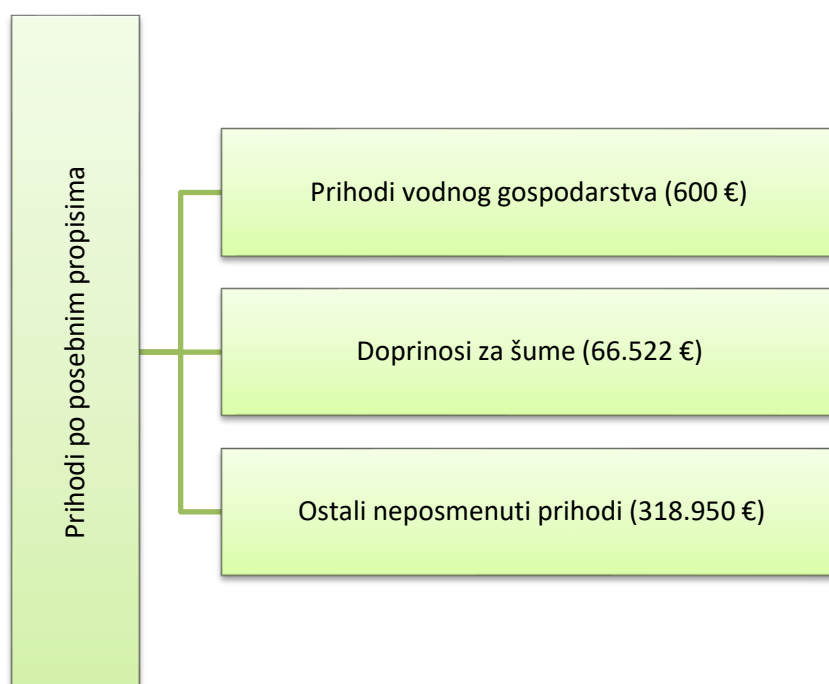 Prihodi po posebnim propisima
Prihodi vodnog gospodarstva (600 €)
Doprinosi za šume (66.522 €)
Ostali neposmenuti prihodi (318.950 €)